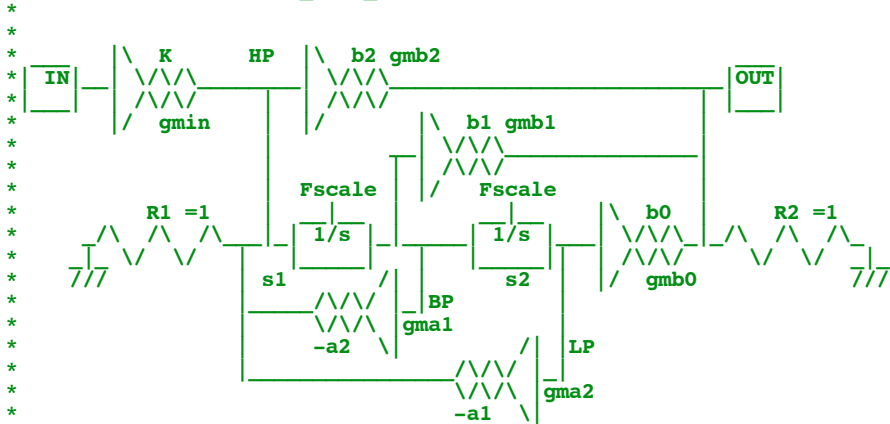 K HP b2 gmb2
IN OUT
gmin b1 gmb1
Fscale Fscale
R1 =1 b0 R2 =1
1/s 1/s
s1 s2 gmb0
/// ///
BP
gma1
-a2 LP
gma2
-a1